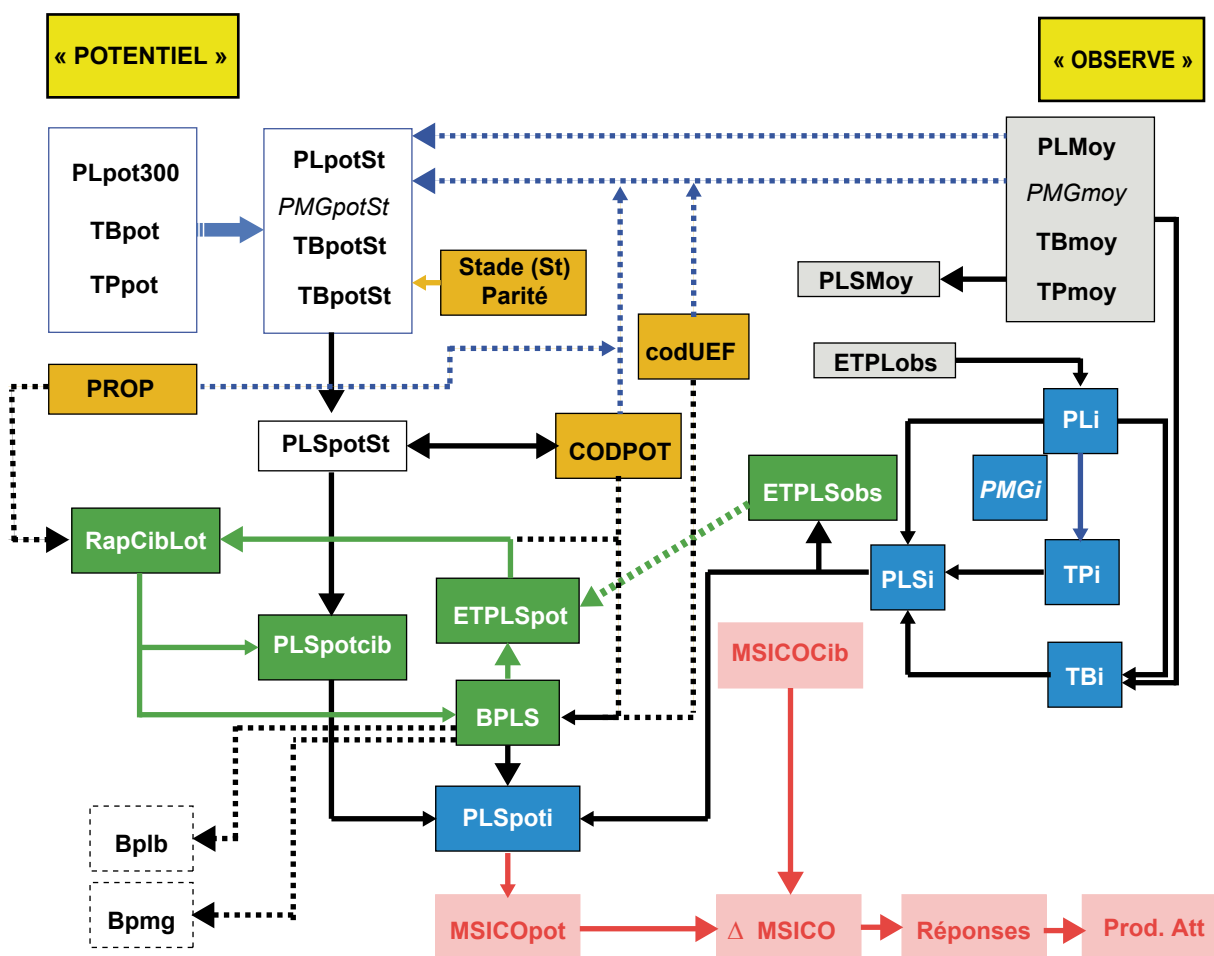 « POTENTIEL »
« OBSERVE »
PLpot300
TBpot
TPpot
PLpotSt
PMGpotSt
TBpotSt
TBpotSt
Stade (St)
Parité
PLMoy
PMGmoy
TBmoy
TPmoy
PLSMoy
codUEF
ETPLobs
PROP
PLi
PLSpotSt
CODPOT
ETPLSobs
PMGi
RapCibLot
PLSi
TPi
ETPLSpot
PLSpotcib
MSICOCib
TBi
BPLS
PLSpoti
Bplb
Bpmg
MSICOpot
Δ MSICO
Réponses
Prod. Att